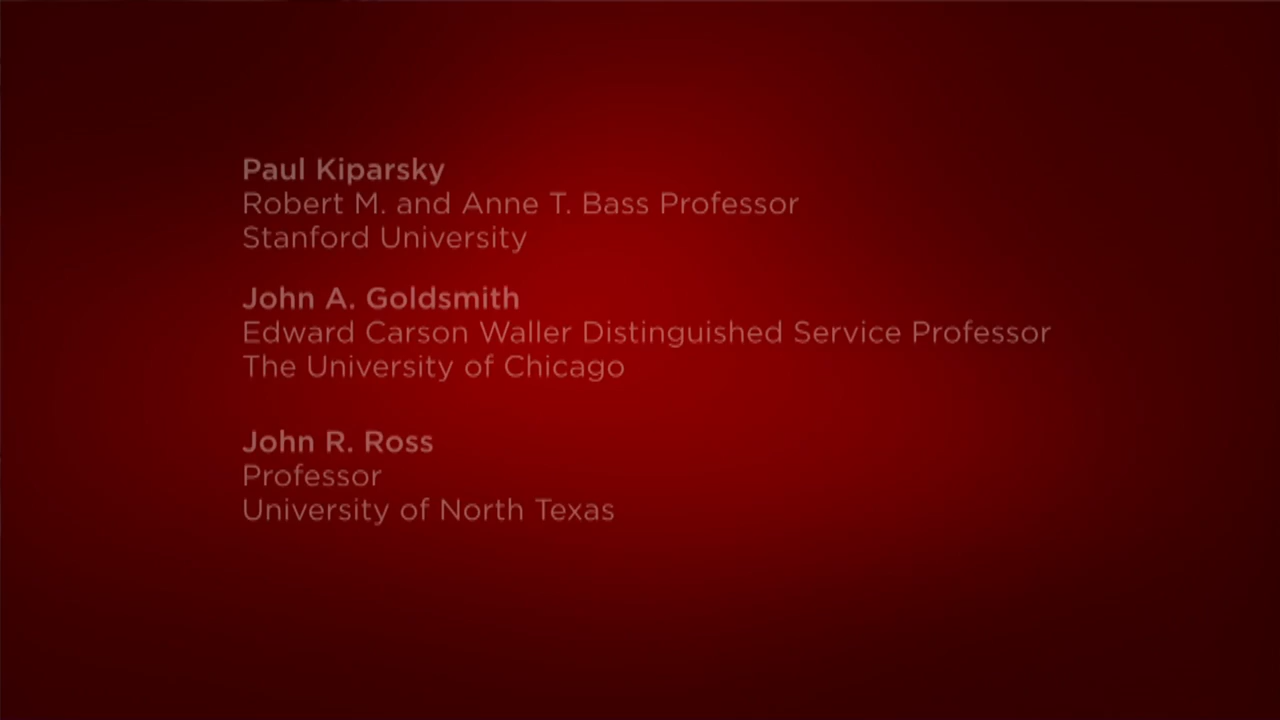 Paul Kiparsky
Robert M. and Anne T. Bass Professor
Stanford University
John A. Goldsmith
Edward Carson Waller Distinguished Service Professor
The University of Chicago
John R. Ross
Professor
University of North Texas